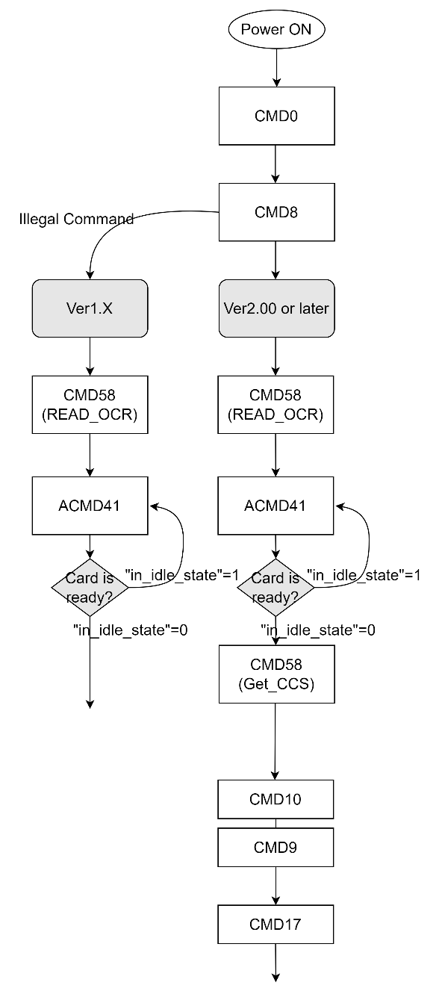 Power ON
CMD0
CMD8
Illegal Command
Ver1.X
Ver2.00 or later
CMD58
(READ_OCR)
CMD58
(READ_OCR)
ACMD41
ACMD41
Card is
ready?
"in_idle_state"=1
Card is
ready?
"in_idle_state"=1
"in_idle_state"=0
"in_idle_state"=0
CMD58
(Get_CCS)
CMD10
CMD9
CMD17